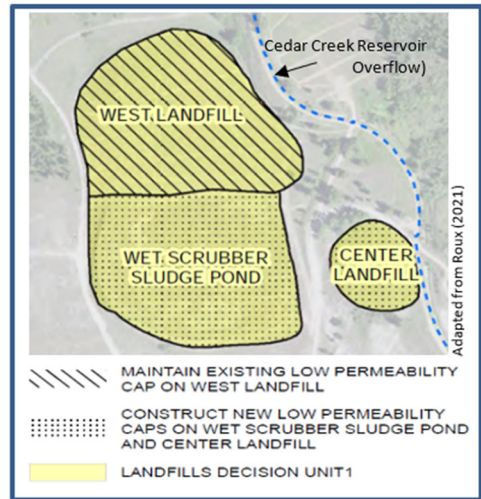 Cedar Creek Reservoir
Overflow)
WEST LANDFILL
WET SCRUBBER
SLUDGE POND
CENTER
LANDFILL
Adapted from Roux (2021)
MAINTAIN EXISTING LOW PERMEABILITY
CAP ON WEST LANDFILL
CONSTRUCT NEW LOW PERMEABILITY
CAPS ON WET SCRUBBER SLUDGE POND
AND CENTER LANDFILL
LANDFILLS DECISION UNIT1